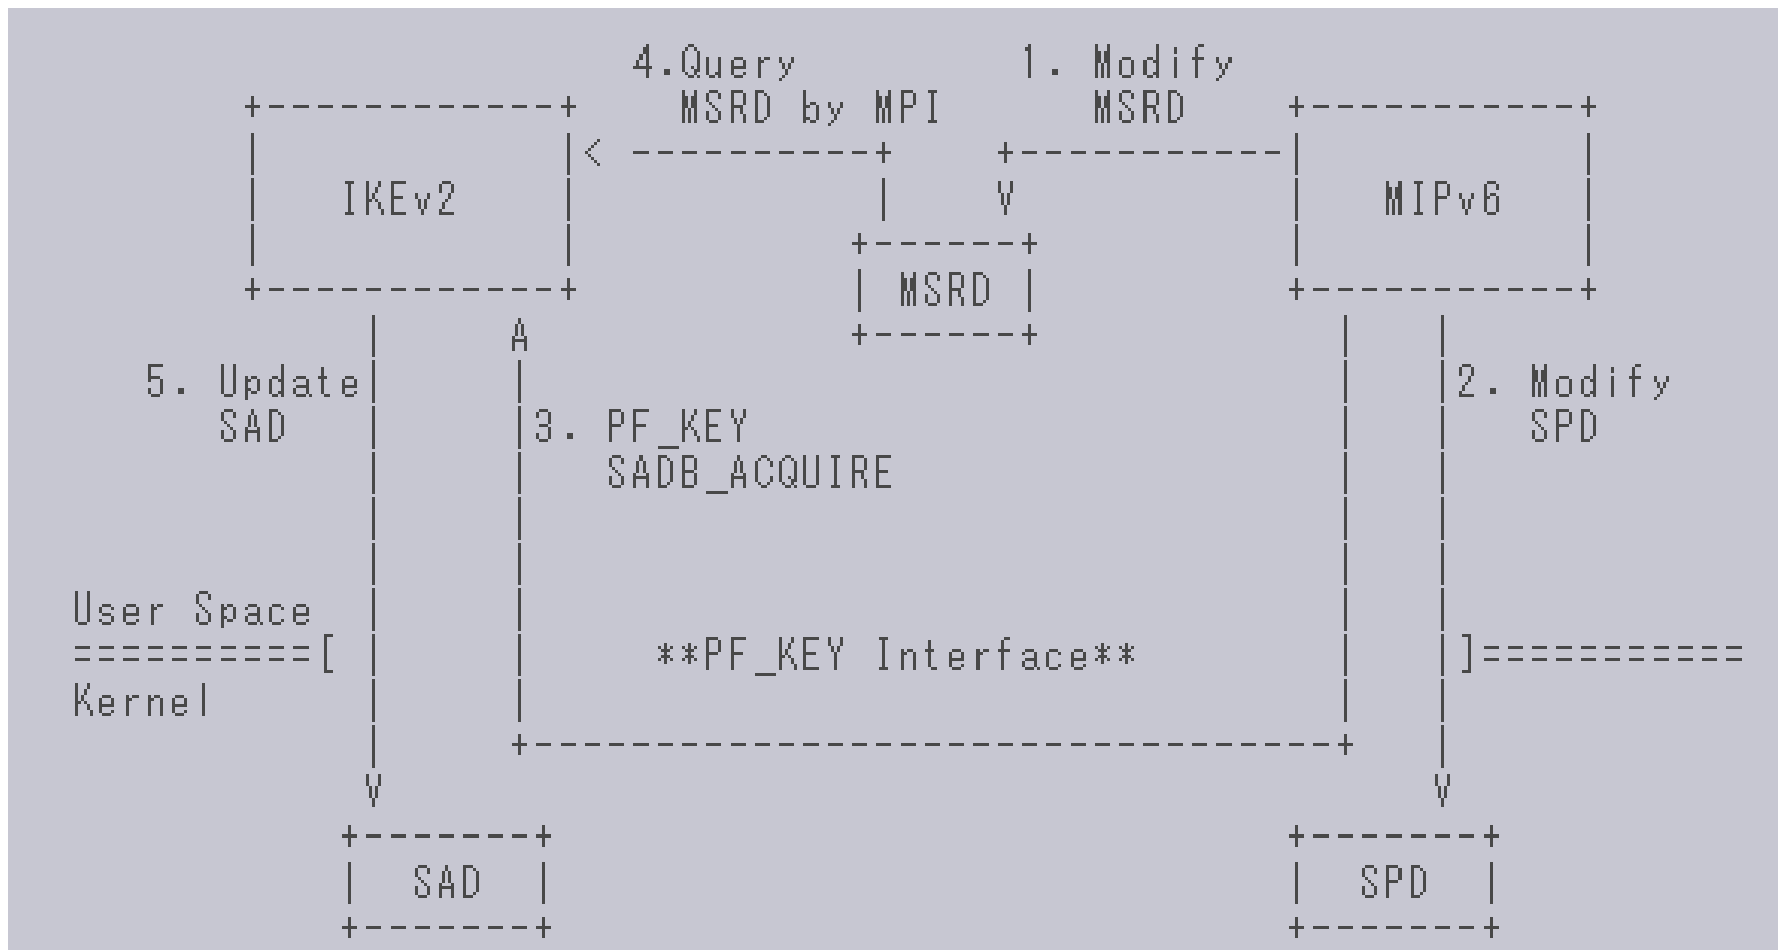 4.Query 1. Modify
MSRD by MPI MSRD
IKEv2 MIPv6
MSRD
5. Update 2. Modify
SAD 3. PF_KEY SPD
SADB_ACQUIRE
User Space
**PF_KEY Interface**
Kernel
SAD SPD